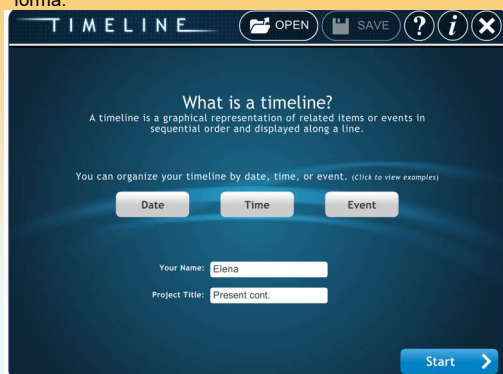 forma.
TIMELINE
OPEN
SAVE
?
i
X
What is a timeline?
A timeline is a graphical representation of related items or events in
sequential order and displayed along a line.
You can organize your timeline by date, time, or event. (Click to view examples)
Date Time Event
Your Name: Elena
Project Title: Present cont.
Start